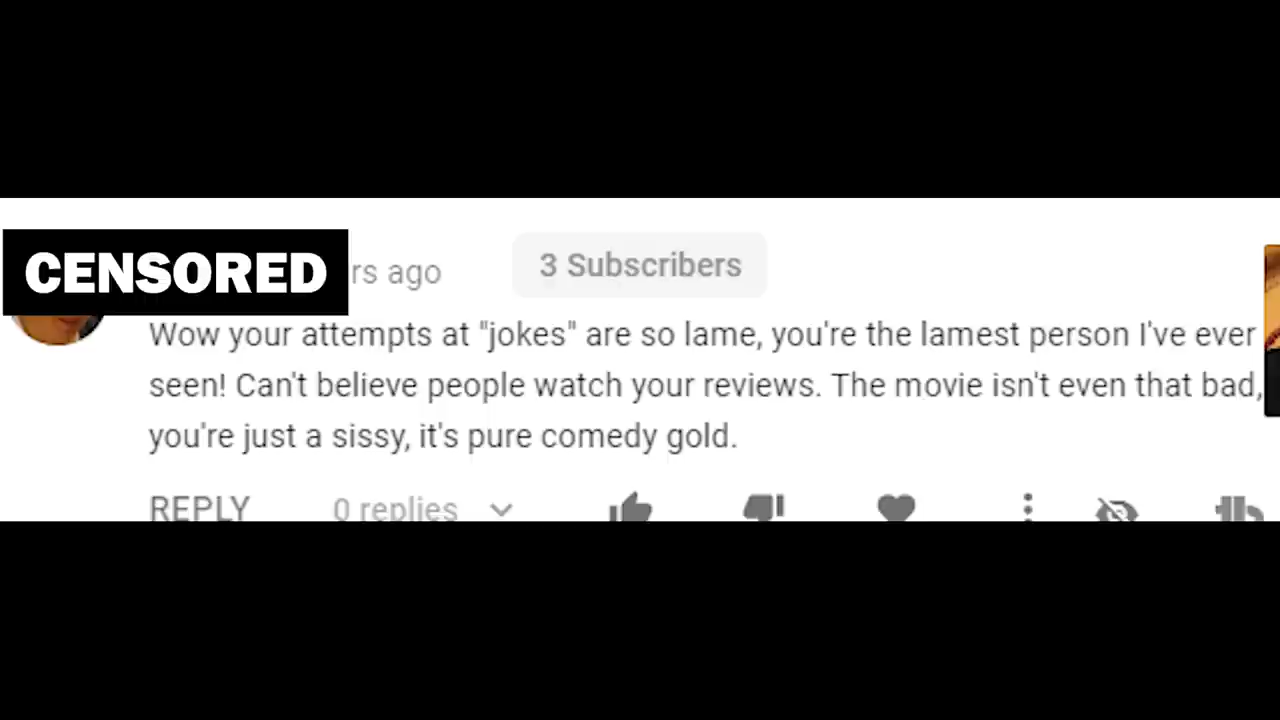 CENSORED rs ago 3 Subscribers
Wow your attempts at "jokes" are so lame, you're the lamest person I've ever
seen! Can't believe people watch your reviews. The movie isn't even that bad,
you're just a sissy, it's pure comedy gold.
REPLY 0 replies